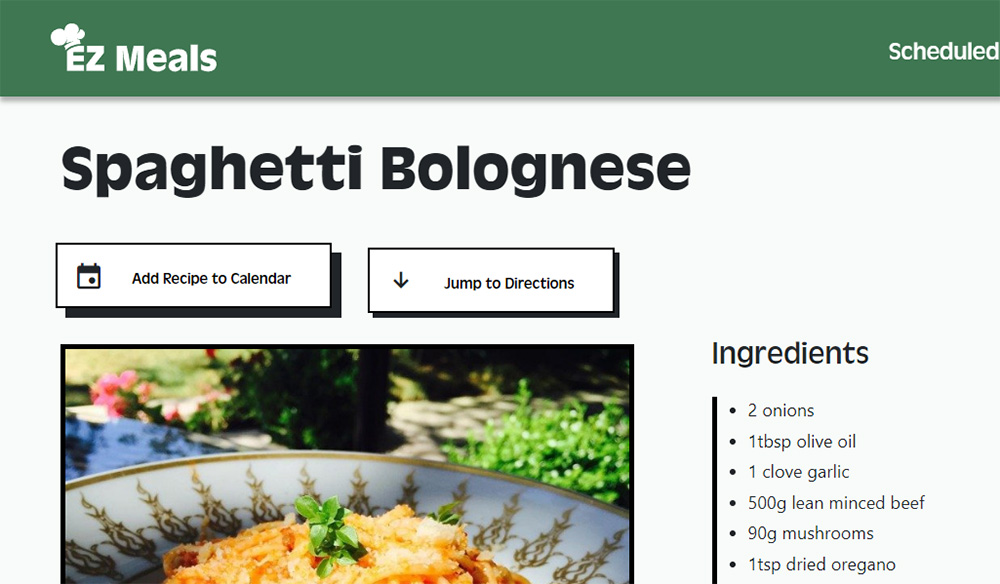 EZ Meals
Scheduled
Spaghetti Bolognese
Add Recipe to Calendar
Jump to Directions
Ingredients
• 2 onions
• 1tbsp olive oil
• 1 clove garlic
• 500g lean minced beef
• 90g mushrooms
• 1tsp dried oregano